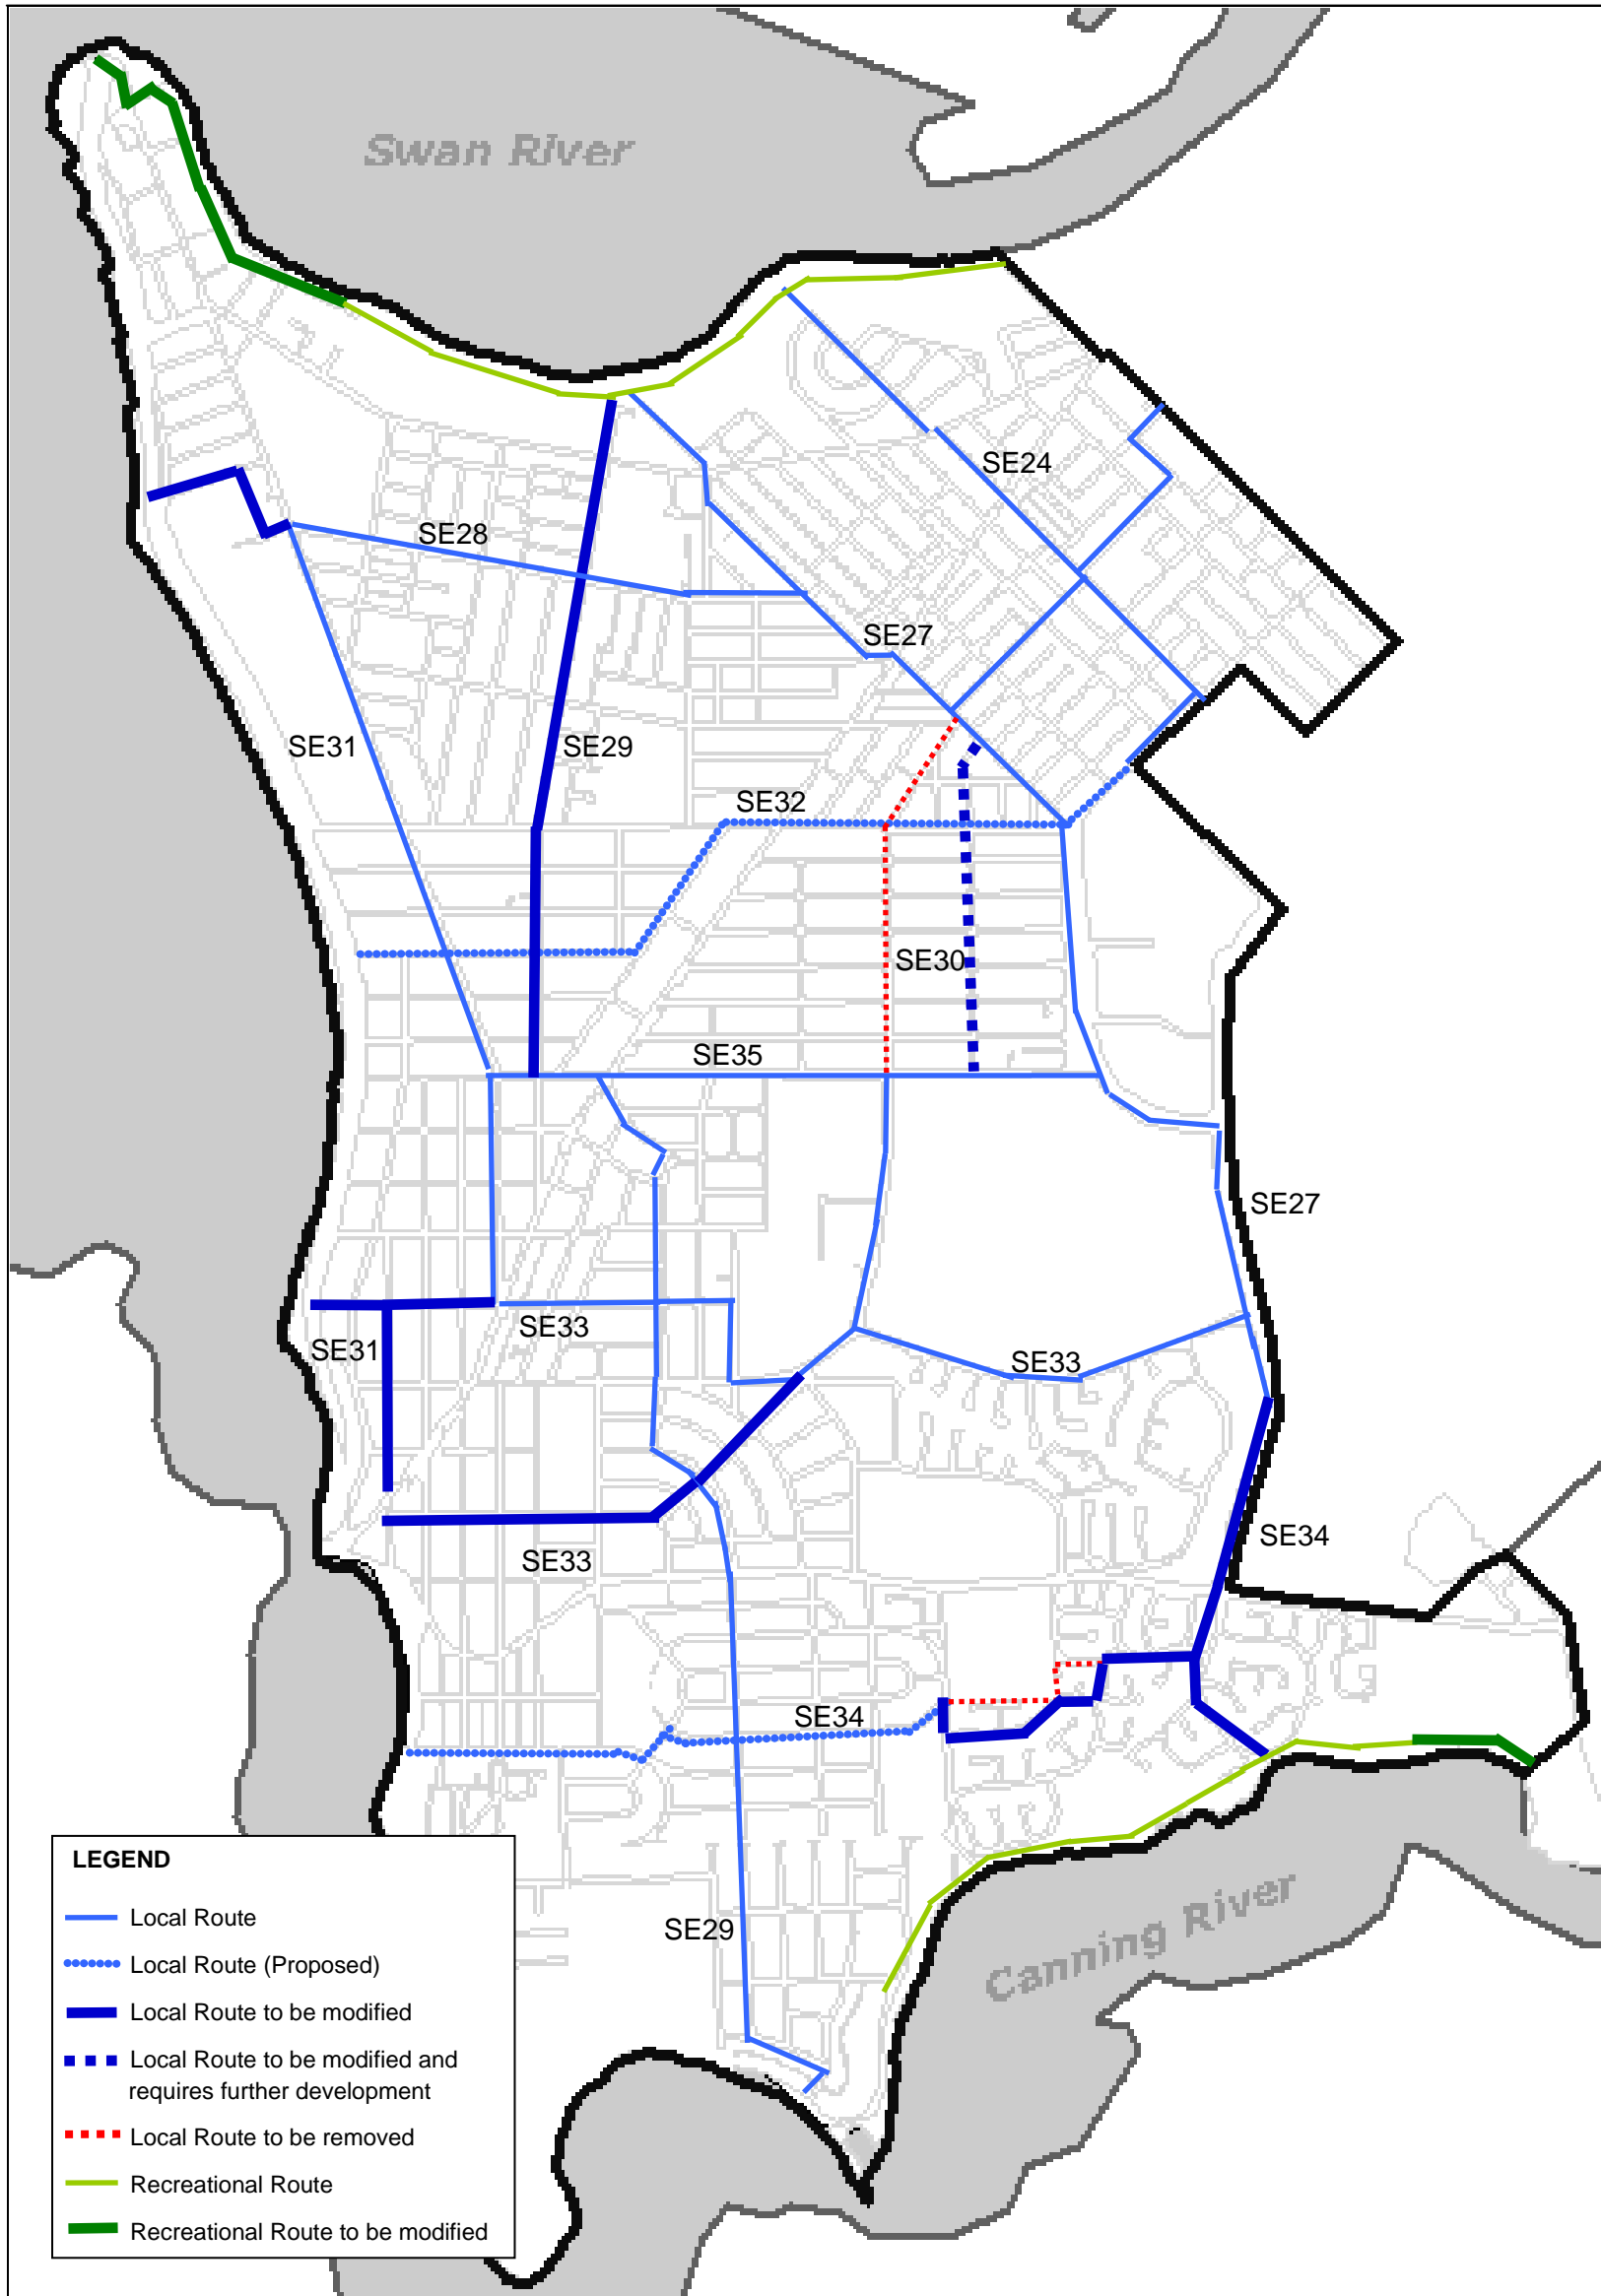 Swan River
SE24
SE28
SE27
SE31
SE29
SE32
SE30
SE35
SE27
SE33
SE31
SE33
SE34
SE33
SE34
SE29
Canning River
LEGEND
Local Route
Local Route (Proposed)
Local Route to be modified
Local Route to be modified and
requires further development
Local Route to be removed
Recreational Route
Recreational Route to be modified